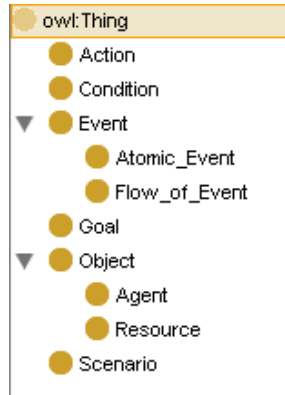 owl:Thing
Action
Condition
Event
Atomic_Event
Flow_of_Event
Goal
Object
Agent
Resource
Scenario